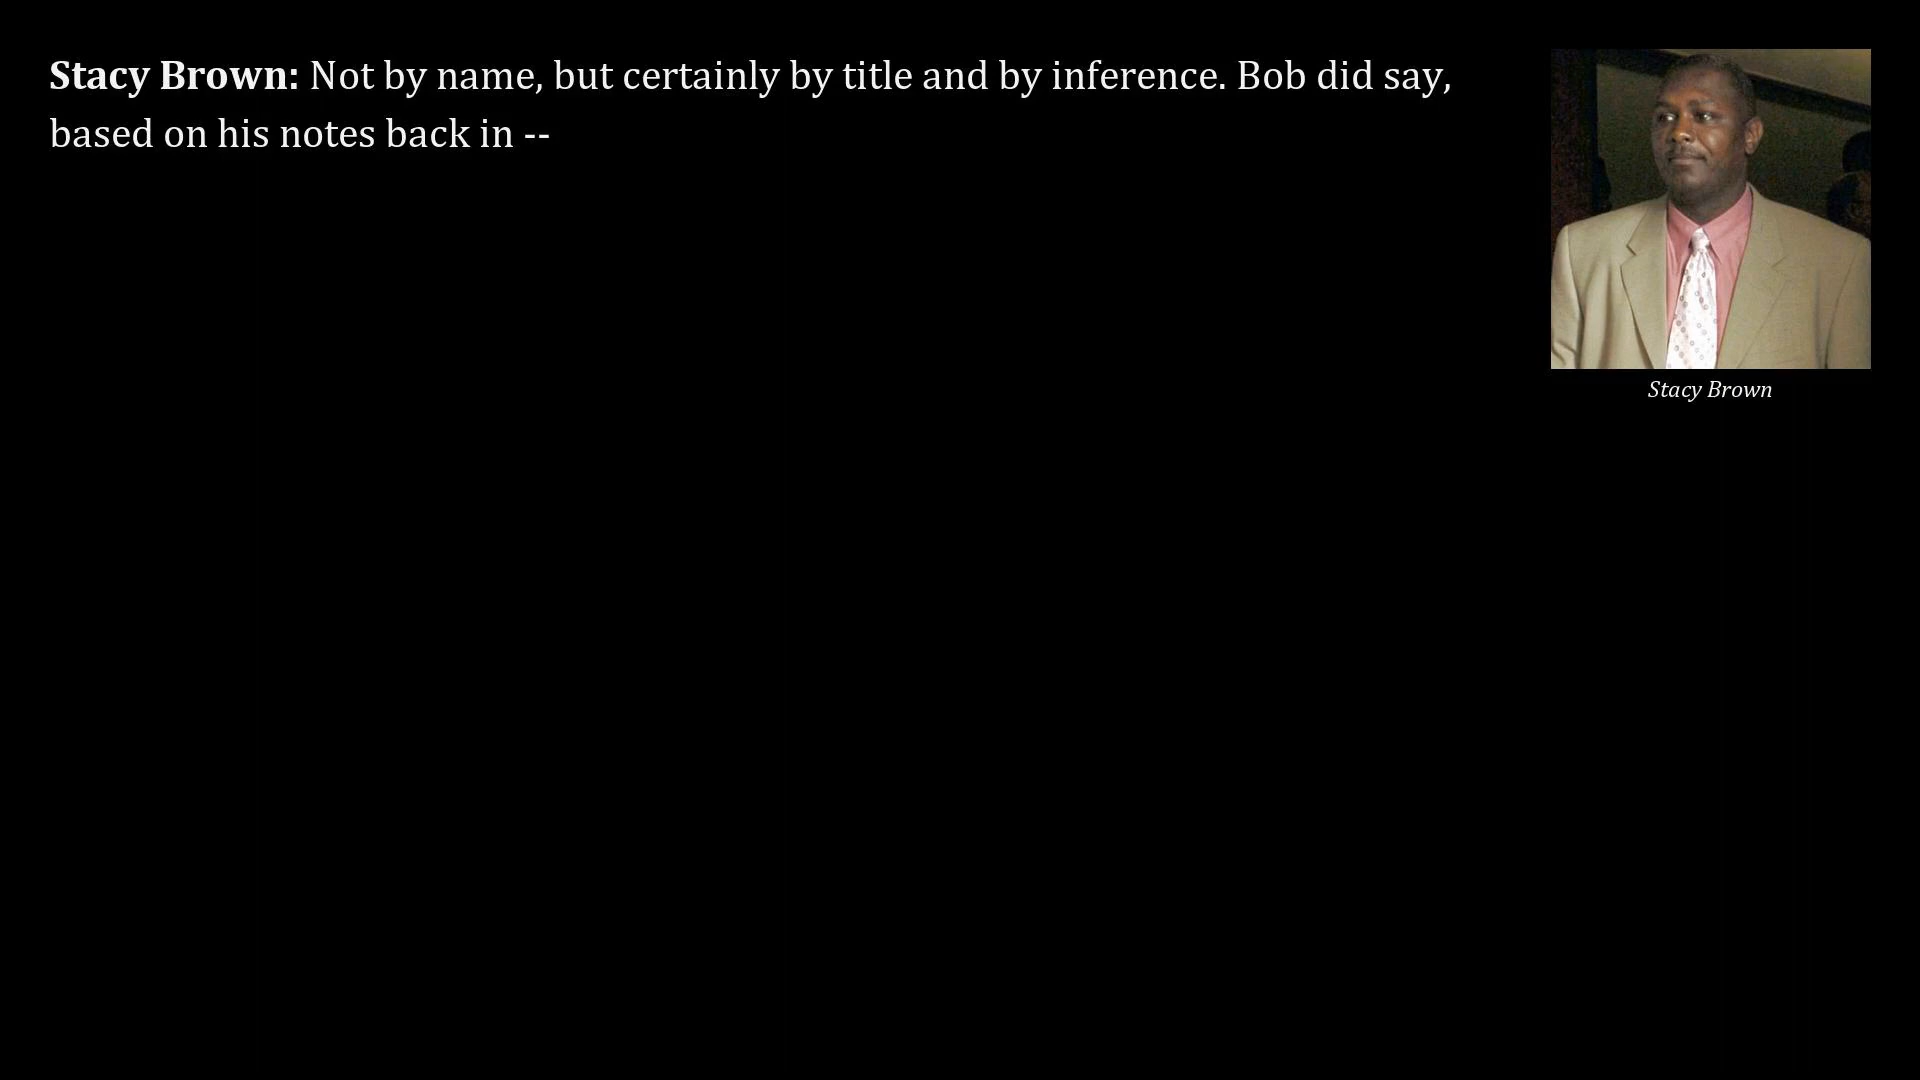 Stacy Brown: Not by name, but certainly by title and by inference. Bob did say,
based on his notes back in --
Stacy Brown